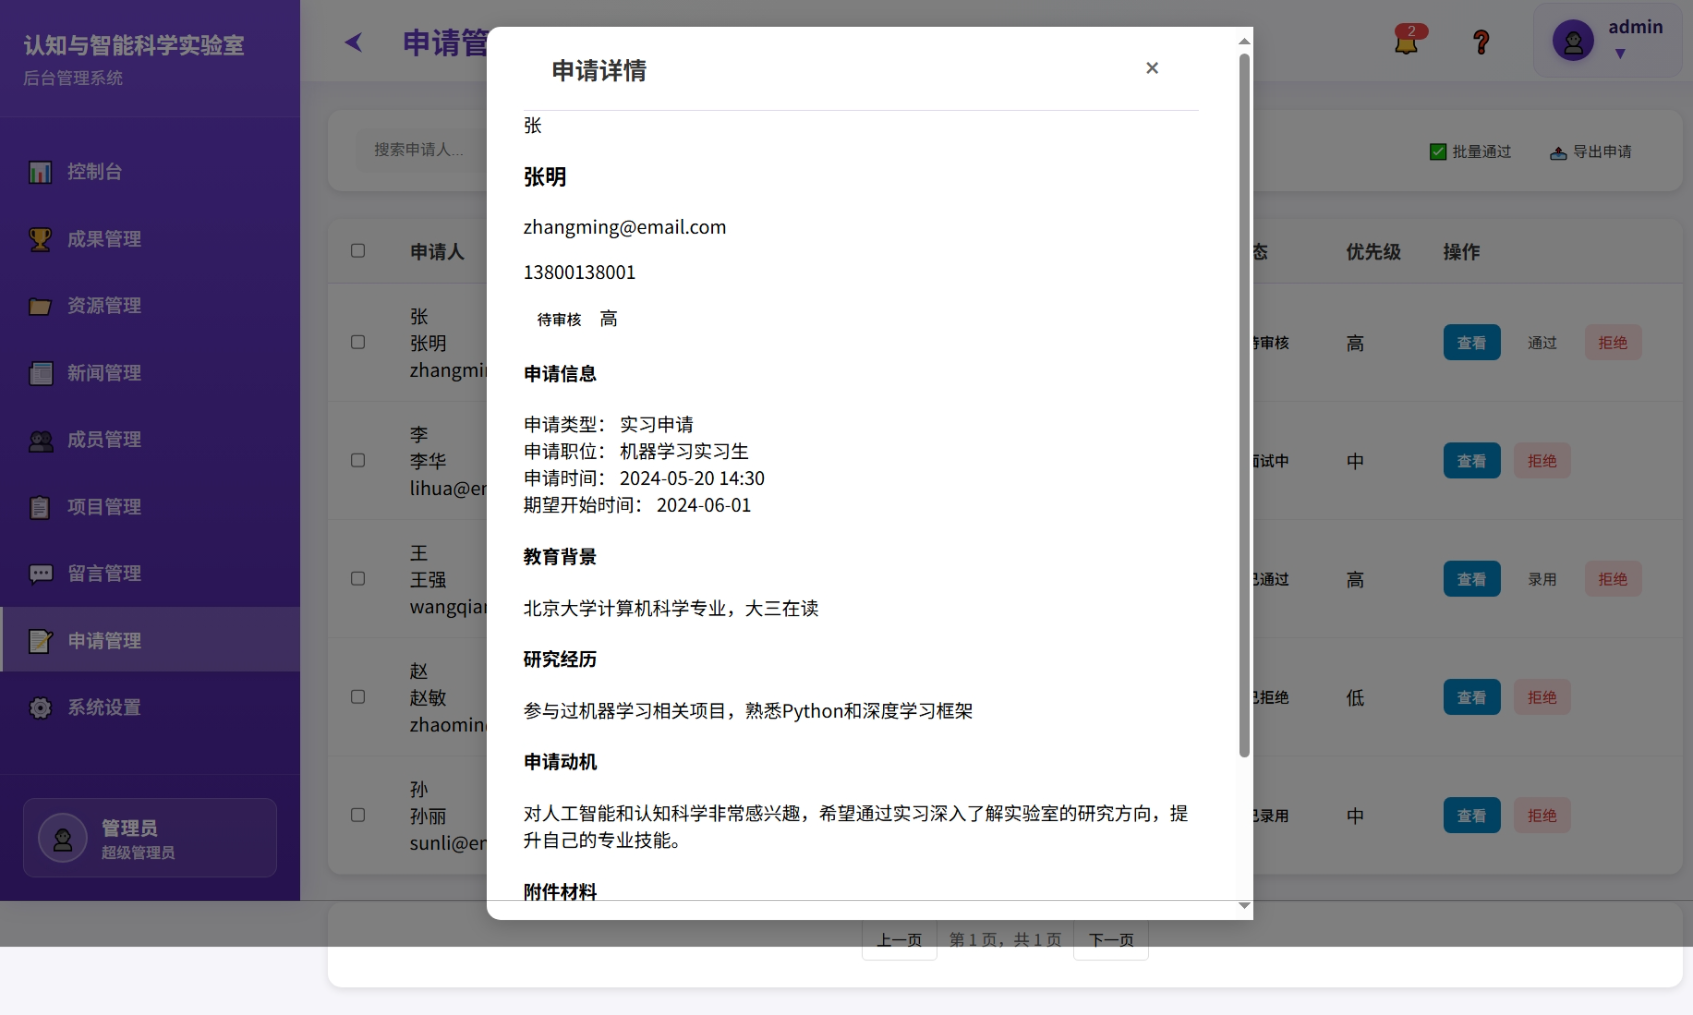 认知与智能科学实验室
后台管理系统
控制台
成果管理
资源管理
新闻管理
成员管理
项目管理
留言管理
申请管理
系统设置
管理员
超级管理员
申请管
2
admin
搜索申请人...
批量通过
导出申请
申请人
态
优先级
操作
张
张明
zhangmi
待审核
高
查看
通过
拒绝
李
李华
lihua@e
面试中
中
查看
拒绝
王
王强
wangqia
已通过
高
查看
录用
拒绝
赵
赵敏
zhaomin
已拒绝
低
查看
拒绝
孙
孙丽
sunli@e
已录用
中
查看
拒绝
上一页
第 1 页，共 1 页
下一页
申请详情
×
张
张明
zhangming@email.com
13800138001
待审核 高
申请信息
申请类型： 实习申请
申请职位： 机器学习实习生
申请时间： 2024-05-20 14:30
期望开始时间： 2024-06-01
教育背景
北京大学计算机科学专业，大三在读
研究经历
参与过机器学习相关项目，熟悉Python和深度学习框架
申请动机
对人工智能和认知科学非常感兴趣，希望通过实习深入了解实验室的研究方向，提
升自己的专业技能。
附件材料